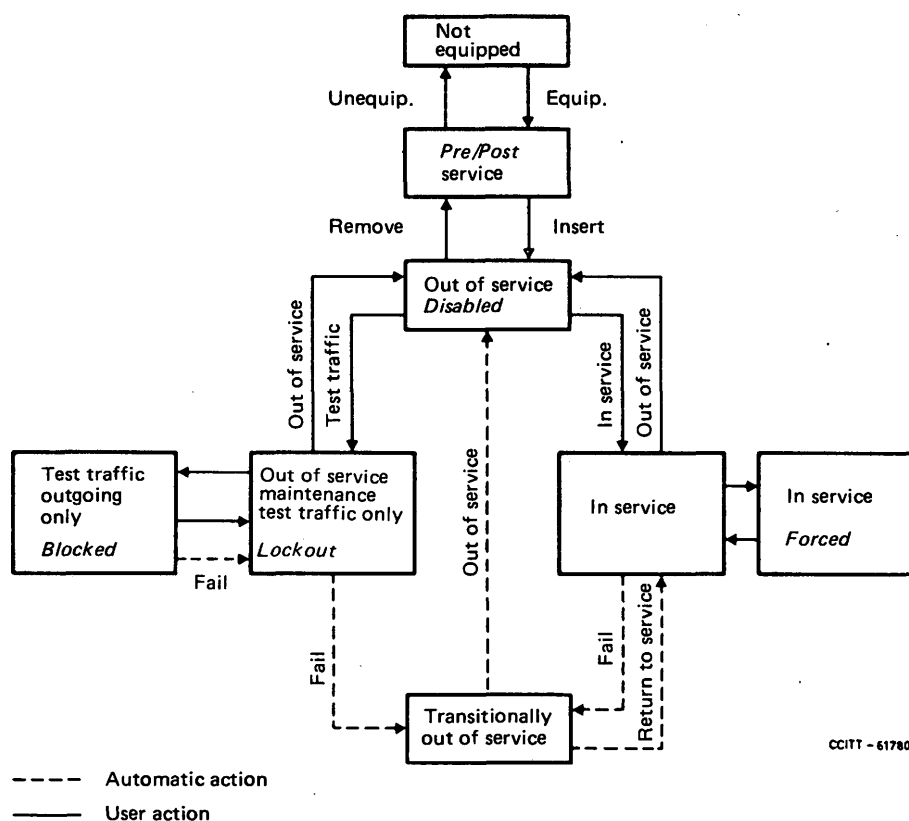 Not
equipped
Unequip.
Equip.
Pre/Post
service
Remove
Insert
Out of service
Disabled
Out of service
Test traffic
Out of service
In service
Out of service
Test traffic
outgoing
only
Blocked
Out of service
maintenance
test traffic only
Lockout
In service
In service
Forced
Fail
Fail
Fail
Return to service
Transitionally
out of service
CCITT - 61780
Automatic action
User action